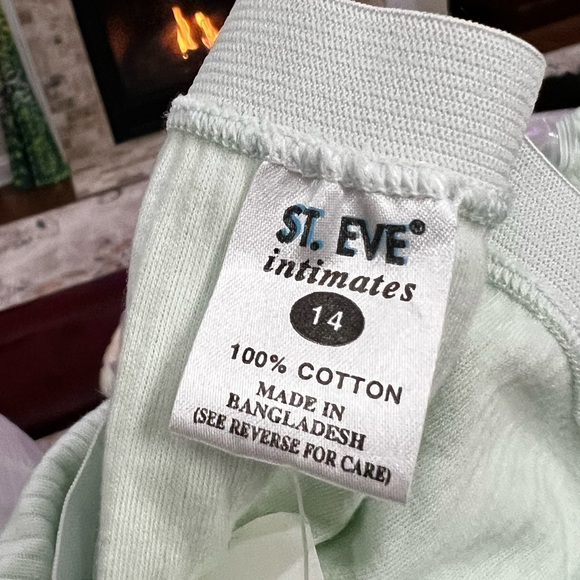 ST. EVE®
intimates
14
100% COTTON
MADE IN
BANGLADESH
(SEE REVERSE FOR CARE)